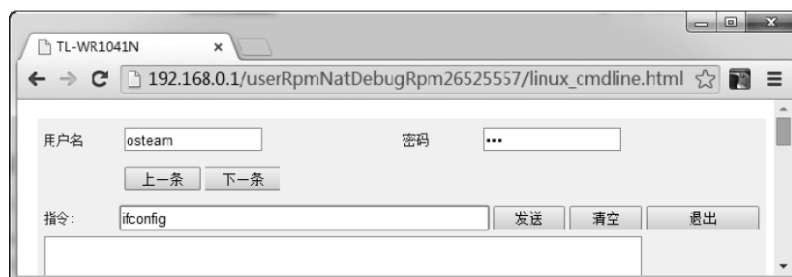 TL-WR1041N
192.168.0.1/userRpmNatDebugRpm26525557/linux_cmdline.html
用户名 osteam 密码 •••
上一条 下一条
指令: ifconfig 发送 清空 退出